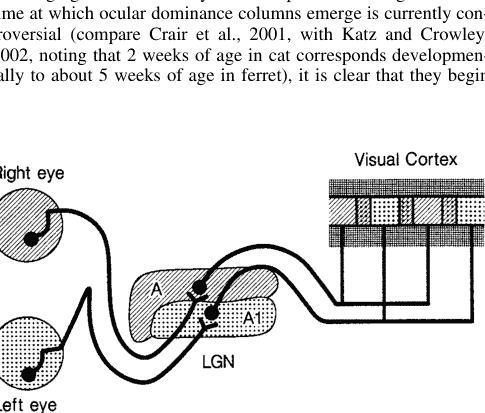 ime at which ocular dominance columns emerge is currently con-
roversial (compare Crair et al., 2001, with Katz and Crowley
002, noting that 2 weeks of age in cat corresponds developmen-
ally to about 5 weeks of age in ferret), it is clear that they begin
Visual Cortex
Right eye
A
A1
LGN
Left eye